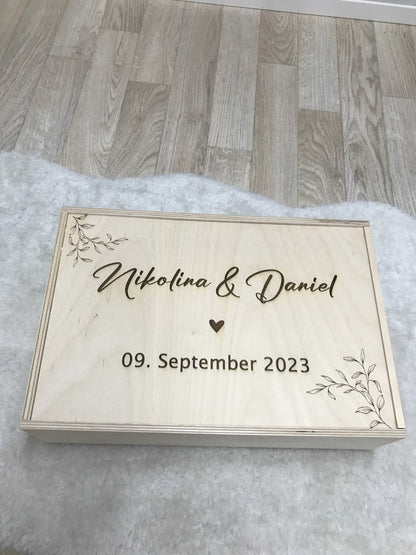 Nikolina & Daniel
09. September 2023